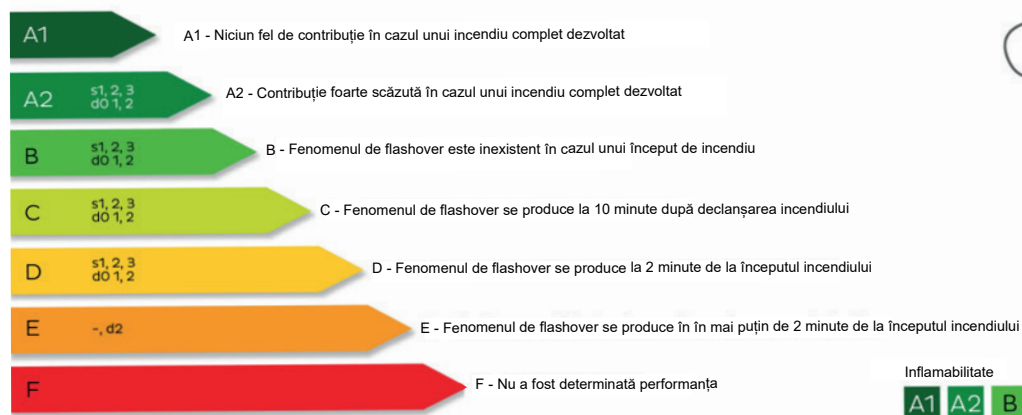 A1
A1 - Niciun fel de contribuție în cazul unui incendiu complet dezvoltat
A2
s1, 2, 3
d0 1, 2
A2 - Contribuție foarte scăzută în cazul unui incendiu complet dezvoltat
B
s1, 2, 3
d0 1, 2
B - Fenomenul de flashover este inexistent în cazul unui început de incendiu
C
s1, 2, 3
d0 1, 2
C - Fenomenul de flashover se produce la 10 minute după declanșarea incendiului
D
s1, 2, 3
d0 1, 2
D - Fenomenul de flashover se produce la 2 minute de la începutul incendiului
E
-, d2
E - Fenomenul de flashover se produce în în mai puțin de 2 minute de la începutul incendiului
F
F - Nu a fost determinată performanța
Inflamabilitate
A1 A2 B